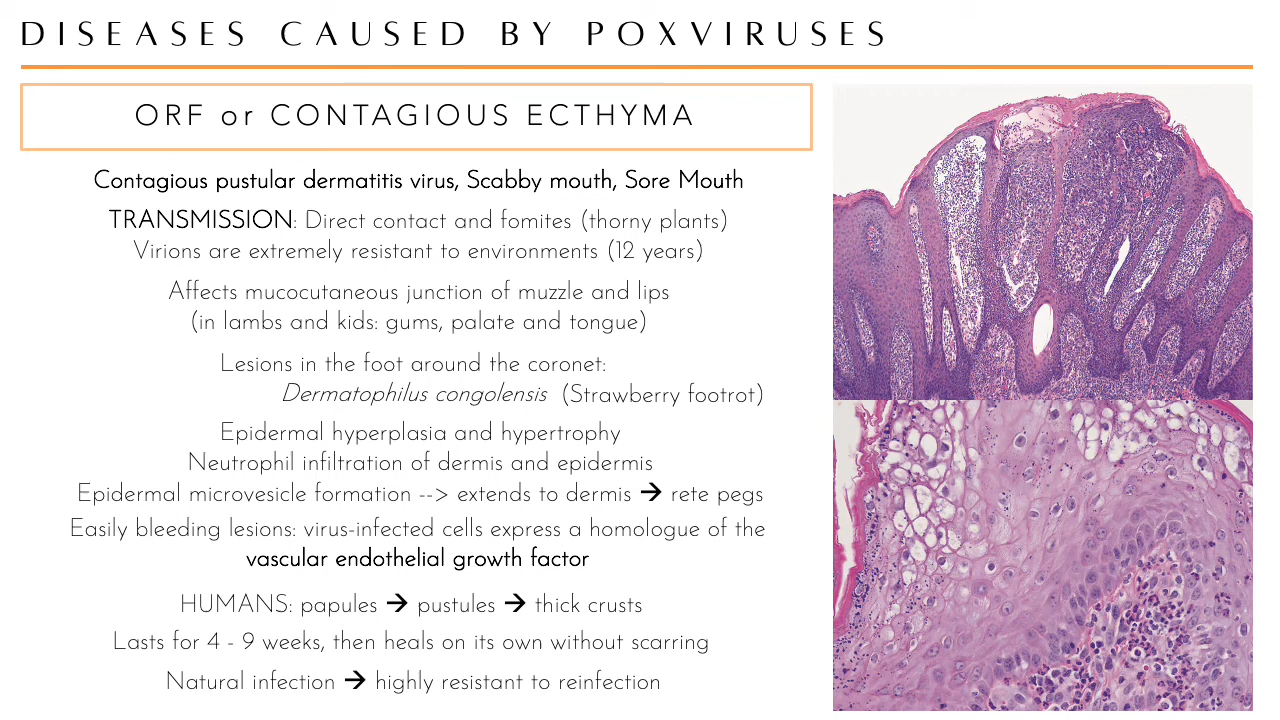 DISEASES CAUSED BY POXVIRUSES
ORF or CONTAGIOUS ECTHYMA
Contagious pustular dermatitis virus, Scabby mouth, Sore Mouth
TRANSMISSION: Direct contact and fomites (thorny plants)
Virions are extremely resistant to environments (12 years)
Affects mucocutaneous junction of muzzle and lips
(in lambs and kids: gums, palate and tongue)
Lesions in the foot around the coronet:
Dermatophilus congolensis (Strawberry footrot)
Epidermal hyperplasia and hypertrophy
Neutrophil infiltration of dermis and epidermis
Epidermal microvesicle formation --> extends to dermis → rete pegs
Easily bleeding lesions: virus-infected cells express a homologue of the
vascular endothelial growth factor
HUMANS: papules → pustules → thick crusts
Lasts for 4 - 9 weeks, then heals on its own without scarring
Natural infection → highly resistant to reinfection